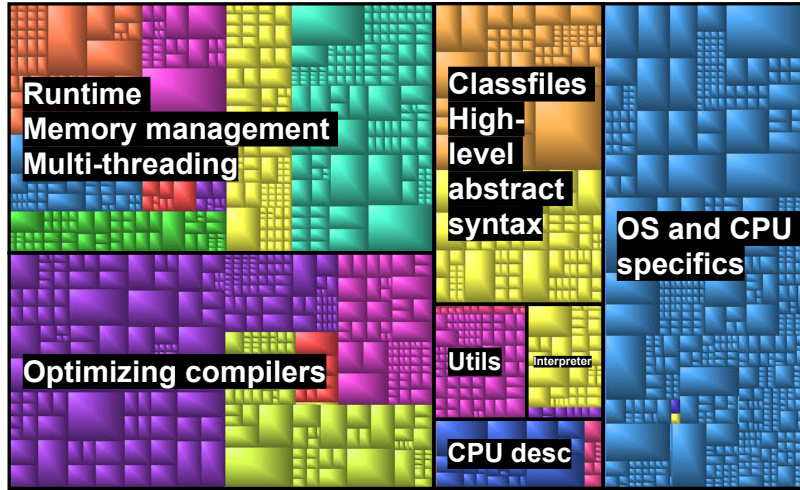 Runtime
Memory management
Multi-threading
Classfiles
High-
level
abstract
syntax
OS and CPU
specifics
Optimizing compilers
Utils
Interpreter
CPU desc